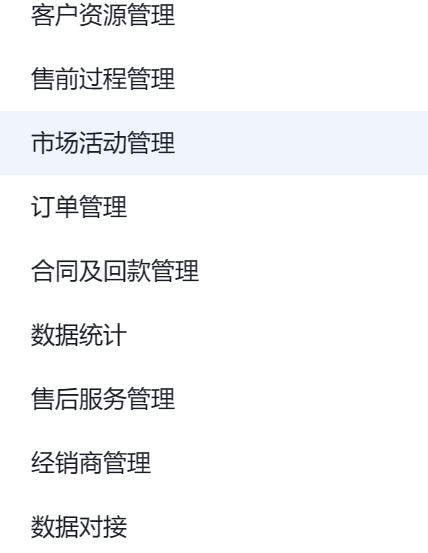 客户资源管理
售前过程管理
市场活动管理
订单管理
合同及回款管理
数据统计
售后服务管理
经销商管理
数据对接